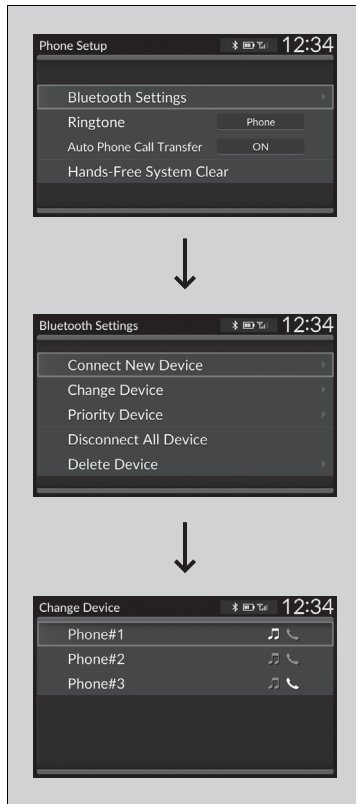 Phone Setup 12:34
Bluetooth Settings
Ringtone Phone
Auto Phone Call Transfer ON
Hands-Free System Clear
Bluetooth Settings 12:34
Connect New Device
Change Device
Priority Device
Disconnect All Device
Delete Device
Change Device 12:34
Phone#1
Phone#2
Phone#3